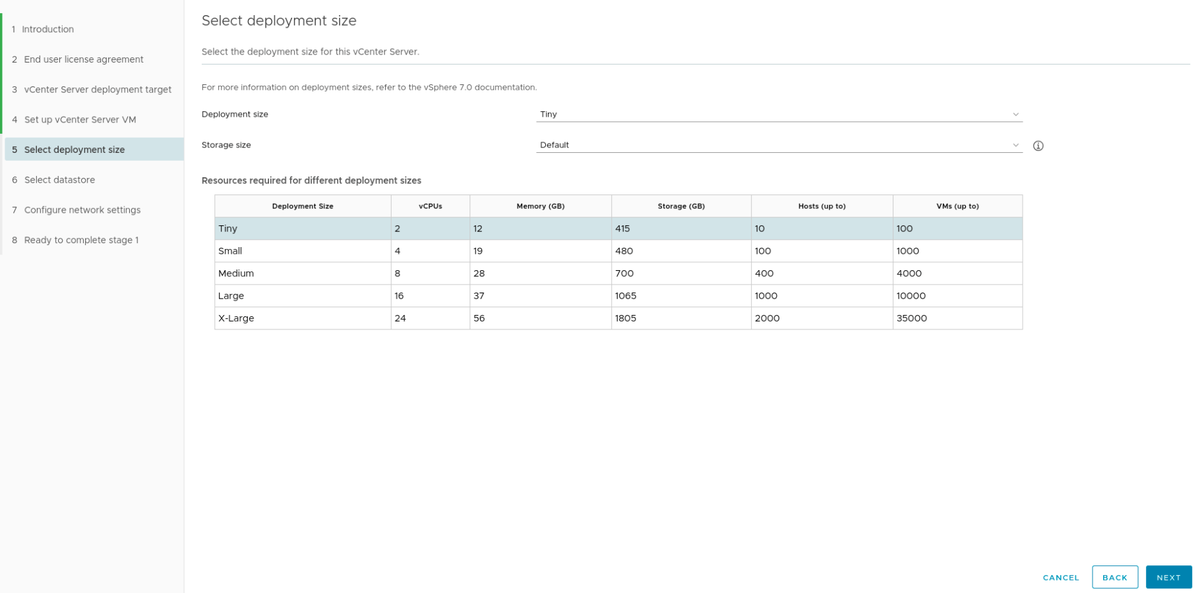 1 Introduction
2 End user license agreement
3 vCenter Server deployment target
4 Set up vCenter Server VM
5 Select deployment size
6 Select datastore
7 Configure network settings
8 Ready to complete stage 1
Select deployment size
Select the deployment size for this vCenter Server.
For more information on deployment sizes, refer to the vSphere 7.0 documentation.
Deployment size Tiny
Storage size Default
Resources required for different deployment sizes
Deployment Size vCPUs Memory (GB) Storage (GB) Hosts (up to) VMs (up to)
Tiny 2 12 415 10 100
Small 4 19 480 100 1000
Medium 8 28 700 400 4000
Large 16 37 1065 1000 10000
X-Large 24 56 1805 2000 35000
CANCEL BACK NEXT